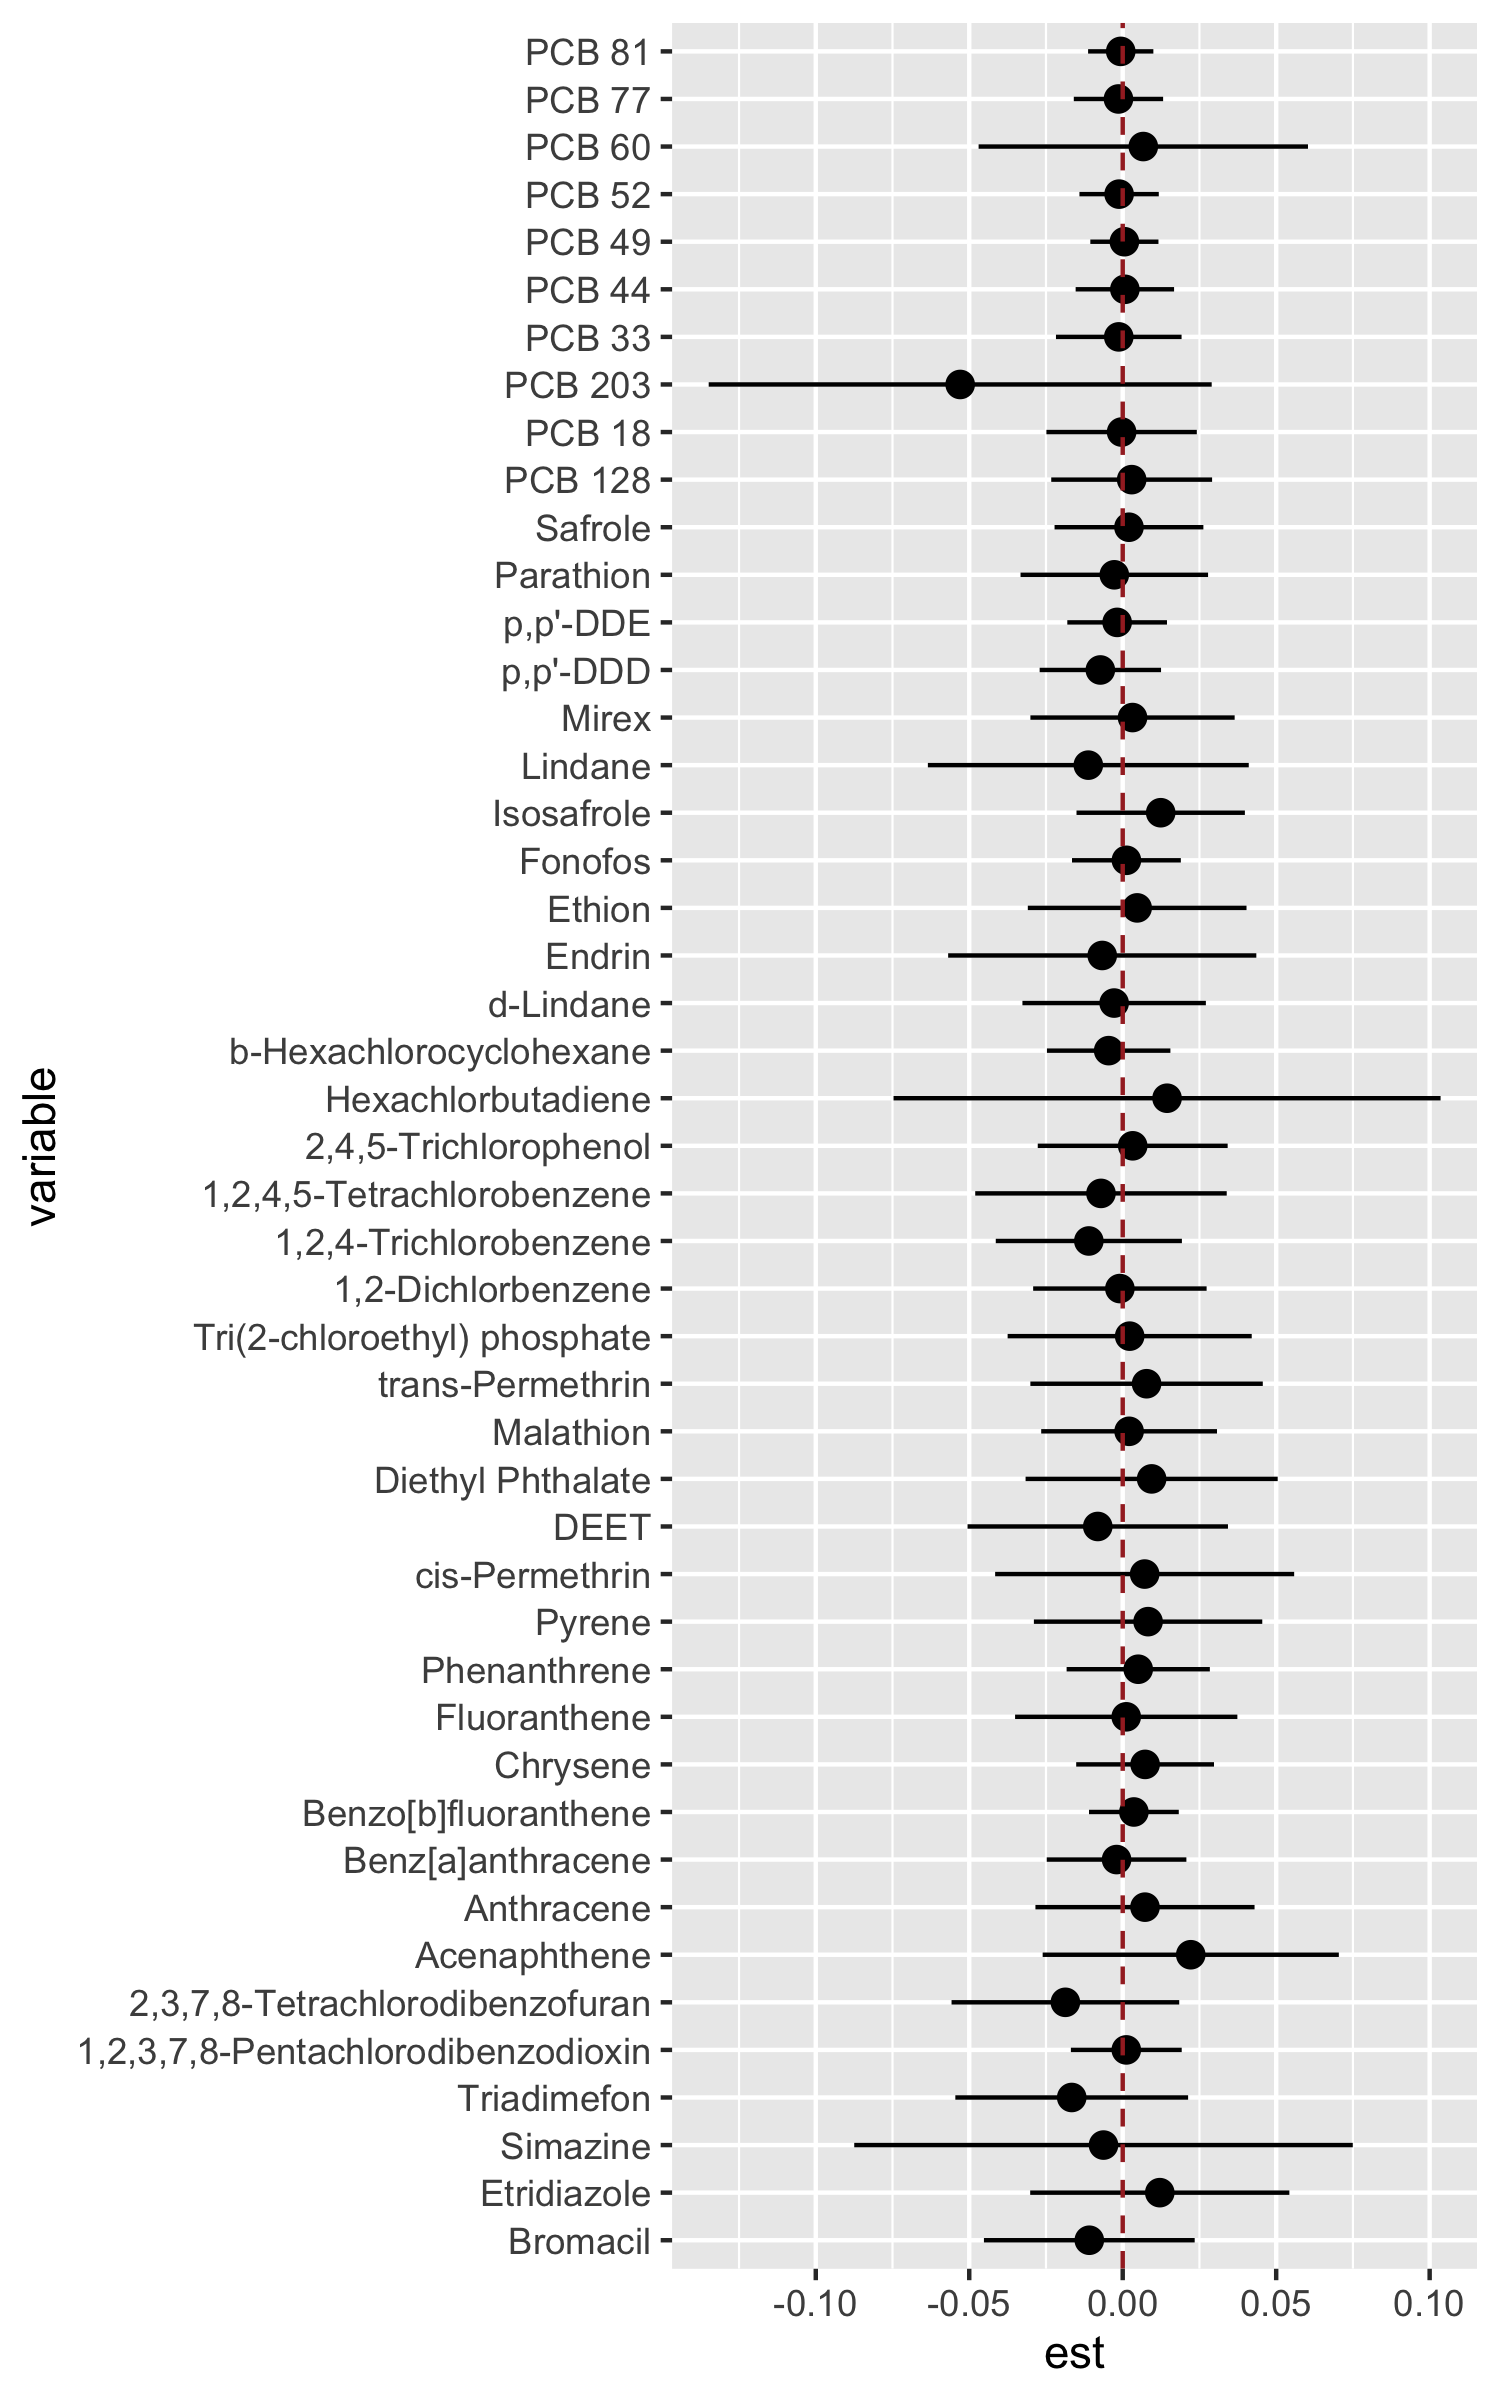 PCB 81
PCB 77
PCB 60
PCB 52
PCB 49
PCB 44
PCB 33
PCB 203
PCB 18
PCB 128
Safrole
Parathion
p,p'-DDE
p,p'-DDD
Mirex
Lindane
Isosafrole
Fonofos
Ethion
Endrin
d-Lindane
b-Hexachlorocyclohexane
Hexachlorbutadiene
2,4,5-Trichlorophenol
1,2,4,5-Tetrachlorobenzene
1,2,4-Trichlorobenzene
1,2-Dichlorbenzene
Tri(2-chloroethyl) phosphate
trans-Permethrin
Malathion
Diethyl Phthalate
DEET
cis-Permethrin
Pyrene
Phenanthrene
Fluoranthene
Chrysene
Benzo[b]fluoranthene
Benz[a]anthracene
Anthracene
Acenaphthene
2,3,7,8-Tetrachlorodibenzofuran
1,2,3,7,8-Pentachlorodibenzodioxin
Triadimefon
Simazine
Etridiazole
Bromacil
variable
-0.10 -0.05 0.00 0.05 0.10
est